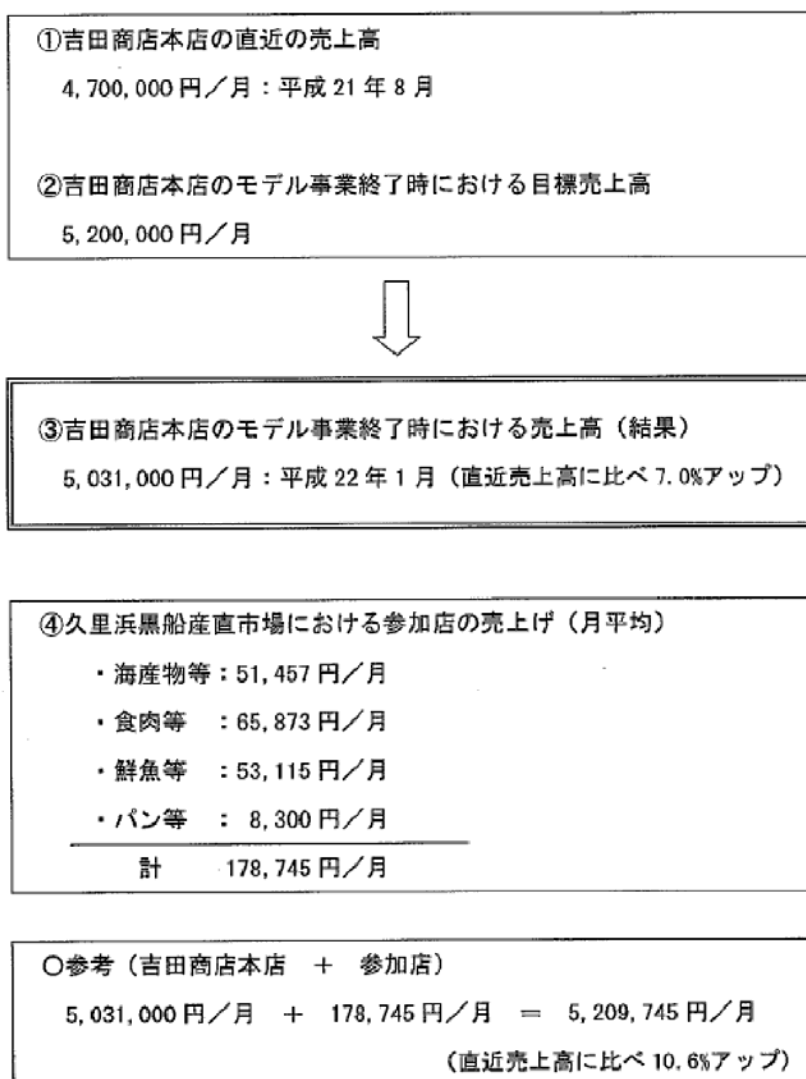 ①吉田商店本店の直近の売上高
4,700,000円／月：平成21年8月
②吉田商店本店のモデル事業終了時における目標売上高
5,200,000円／月
③吉田商店本店のモデル事業終了時における売上高（結果）
5,031,000円／月：平成22年1月（直近売上高に比べ7.0%アップ）
④久里浜黒船産直市場における参加店の売上げ（月平均）
・海産物等：51,457円／月
・食肉等　：65,873円／月
・鮮魚等　：53,115円／月
・パン等　： 8,300円／月
計　178,745円／月
〇参考（吉田商店本店　＋　参加店）
5,031,000円／月　＋　178,745円／月　＝　5,209,745円／月
（直近売上高に比べ10.6%アップ）